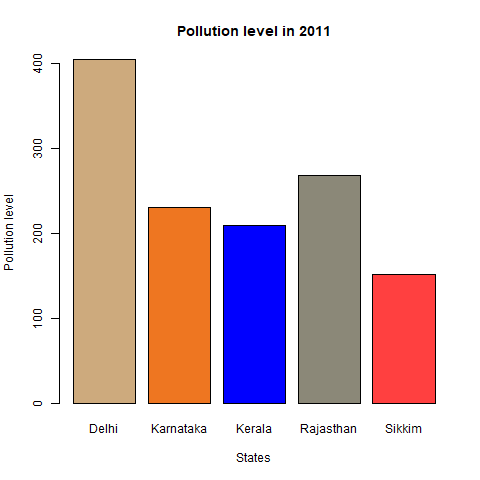 Pollution level in 2011
Pollution level
400
300
200
100
0
Delhi Karnataka Kerala Rajasthan Sikkim
States